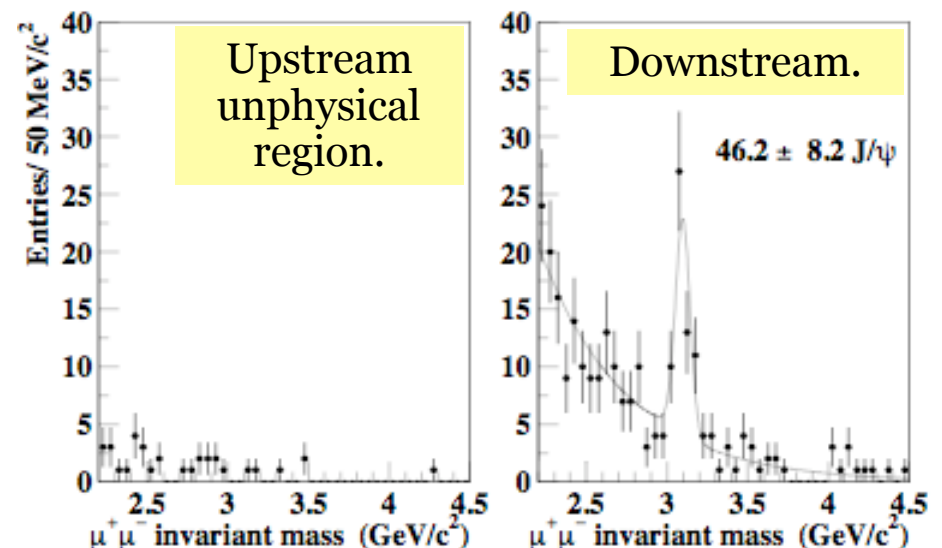 Entries/ 50 MeV/c²
40
35
30
25
20
15
10
5
0
Upstream
unphysical
region.
2.5 3 3.5 4 4.5
μ⁺μ⁻ invariant mass (GeV/c²)
40
35
30
25
20
15
10
5
0
Downstream.
46.2 ± 8.2 J/ψ
2.5 3 3.5 4 4.5
μ⁺μ⁻ invariant mass (GeV/c²)